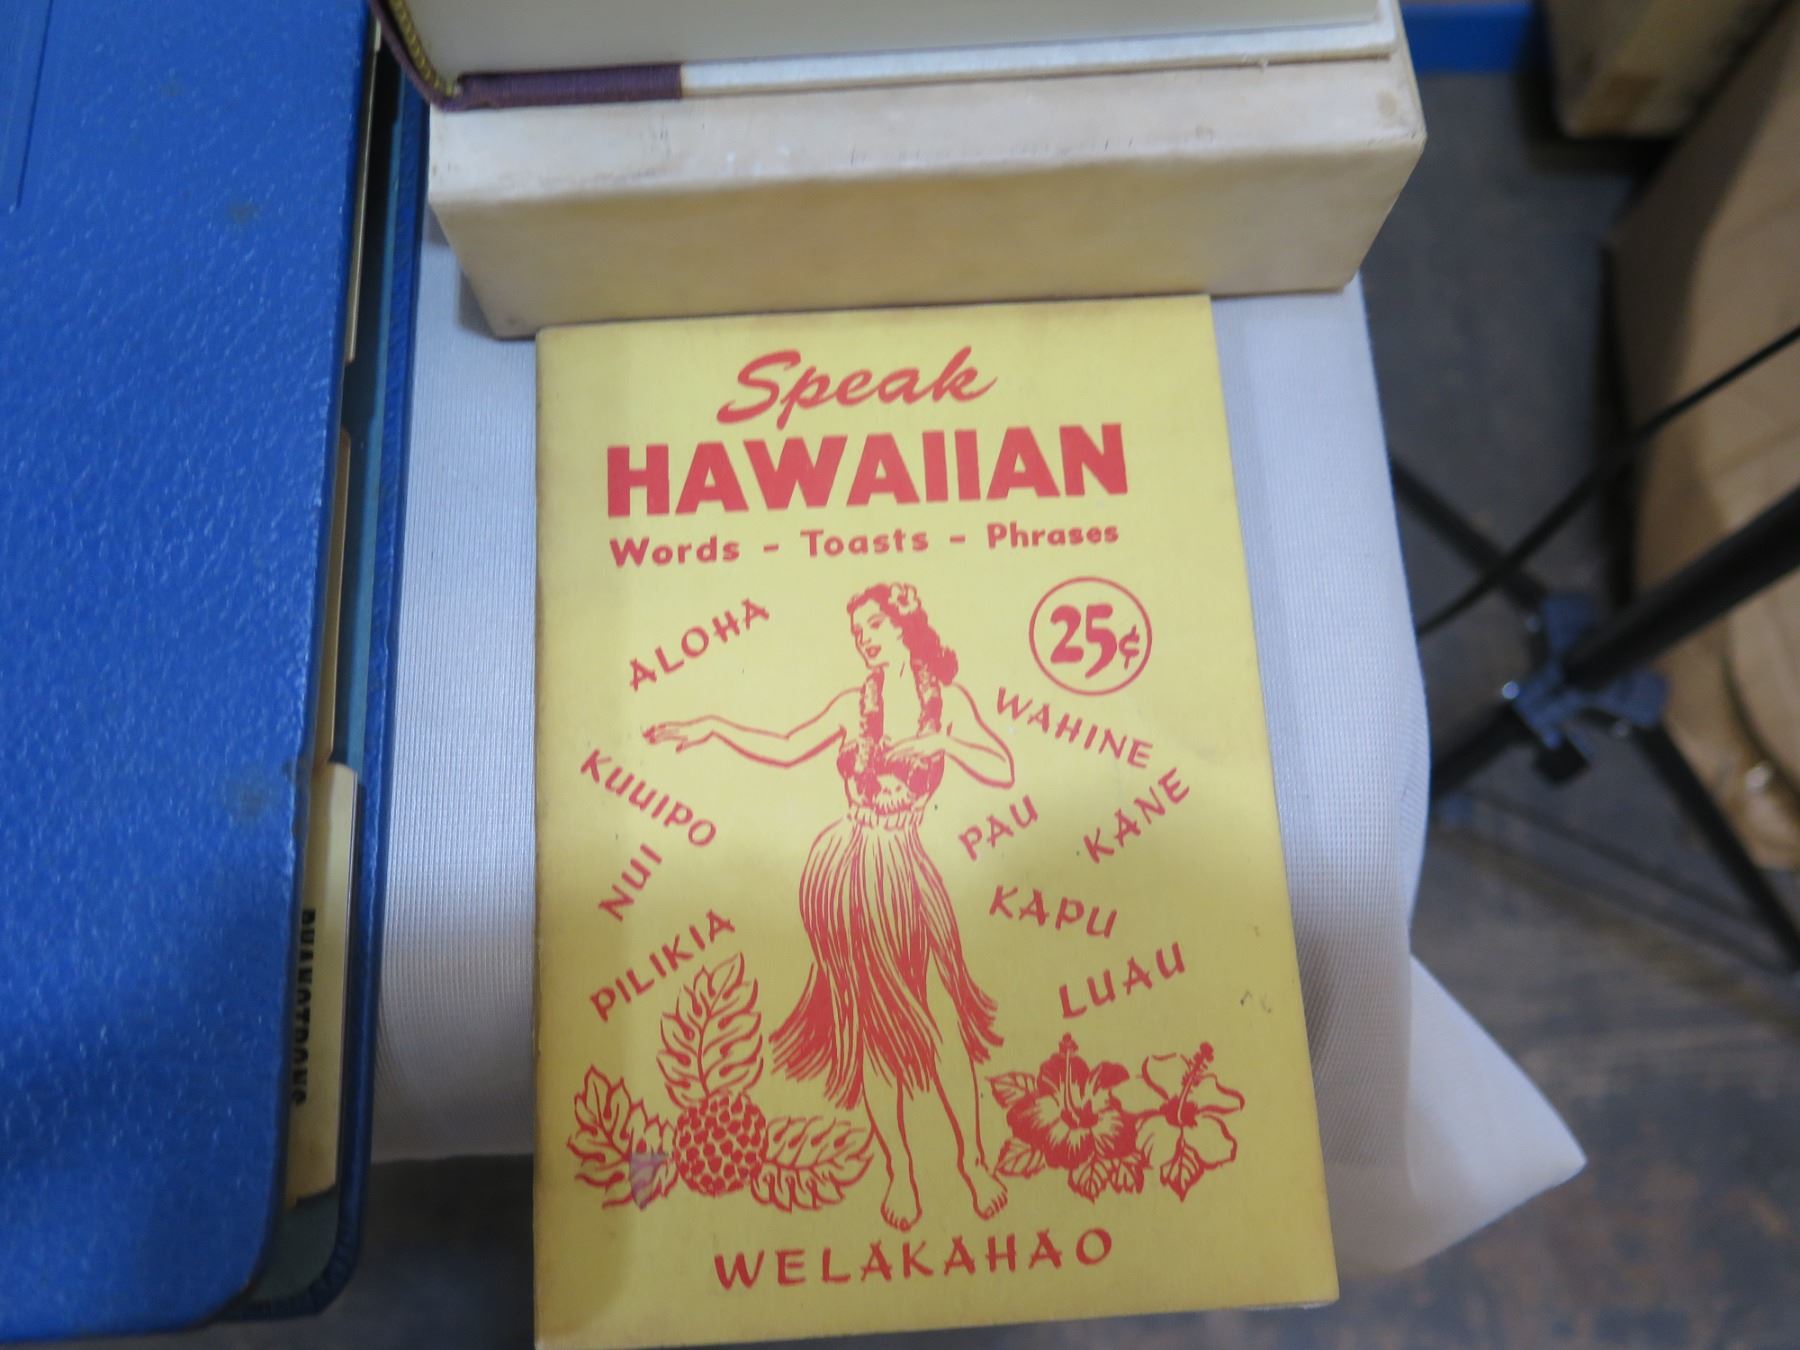 Speak
HAWAIIAN
Words - Toasts - Phrases
25¢
ALOHA
WAHINE
KUUIPO
KANE
PAU
NUI
KAPU
PILIKIA
LUAU
WELAKAHAO